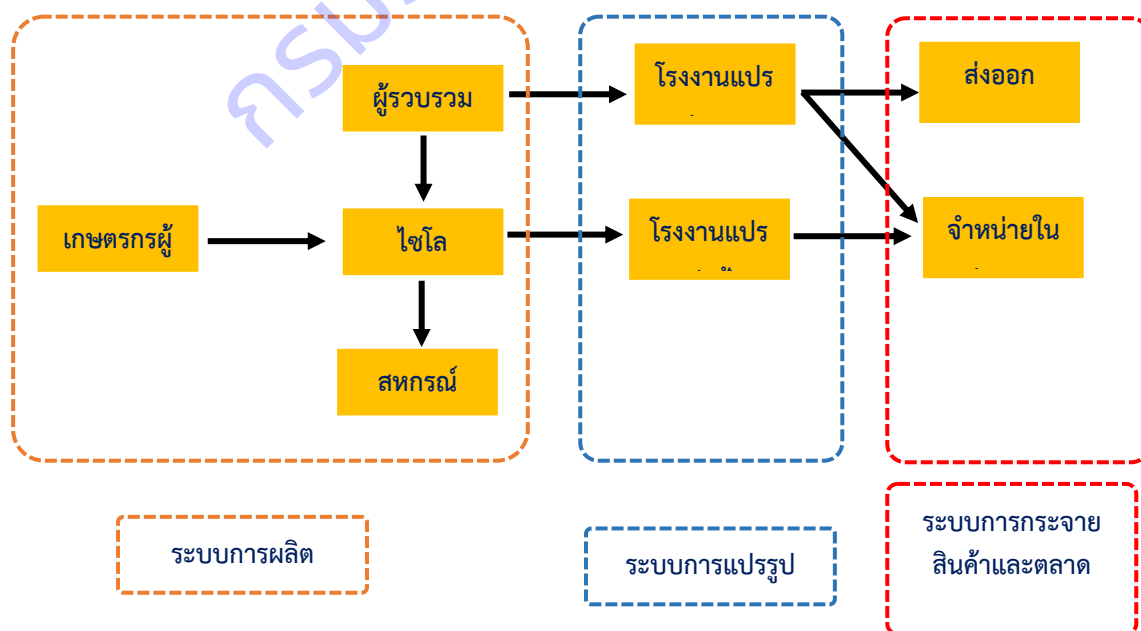 กรมป
ผู้รวบรวม
โรงงานแปร
ส่งออก
เกษตรกรผู้
ไซโล
โรงงานแปร
จำหน่ายใน
สหกรณ์
ระบบการผลิต
ระบบการแปรรูป
ระบบการกระจาย
สินค้าและตลาด